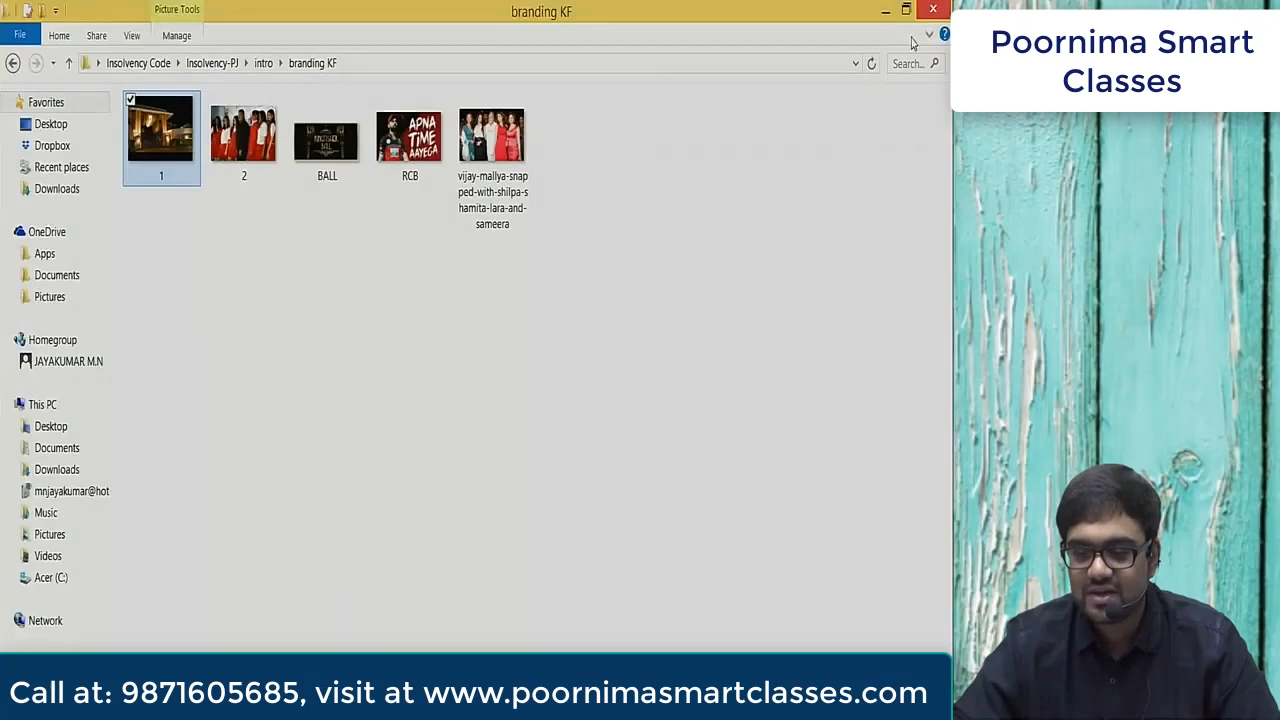 Picture Tools
branding KF
File
Home
Share
View
Manage
Insolvency Code
Insolvency-PJ
intro
branding KF
Search...
Favorites
Desktop
Dropbox
Recent places
Downloads
OneDrive
Apps
Documents
Pictures
Homegroup
JAYAKUMAR M.N
This PC
Desktop
Documents
Downloads
mnjayakumar@hot
Music
Pictures
Videos
Acer (C:)
Network
1
2
BALL
RCB
vijay-mallya-snap
ped-with-shilpa-s
hamita-lara-and-
sameera
APNA
TIME
AAYEGA
Poornima Smart
Classes
Call at: 9871605685, visit at www.poornimasmartclasses.com